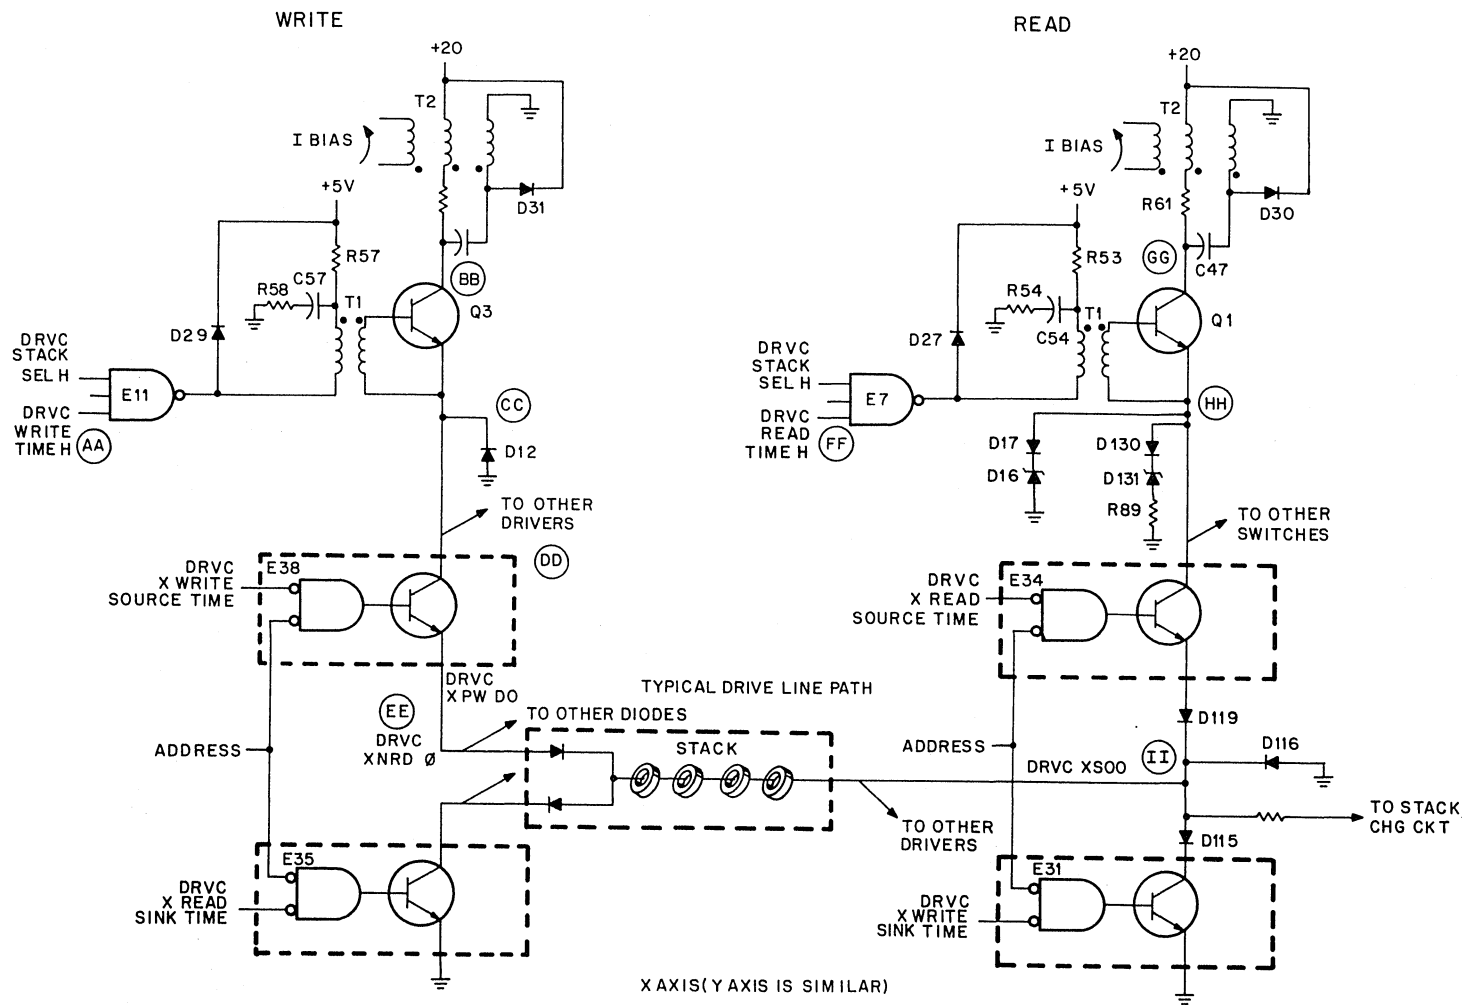 WRITE
READ
+20
T2
I BIAS
D31
+5V
R57
C57
R58
T1
D29
BB
Q3
DRVC
STACK
SEL H
E11
DRVC
WRITE
TIME H
AA
CC
D12
TO OTHER
DRIVERS
DD
DRVC
X WRITE
SOURCE TIME
E38
DRVC
X PW DO
EE
DRVC
XNRD Ø
TO OTHER DIODES
ADDRESS
E35
DRVC
X READ
SINK TIME
TYPICAL DRIVE LINE PATH
STACK
+20
T2
I BIAS
R61
D30
GG
C47
+5V
R53
R54
C54
T1
D27
Q1
DRVC
STACK
SEL H
E7
DRVC
READ
TIME H
FF
HH
D17
D16
D130
D131
R89
TO OTHER
SWITCHES
DRVC
X READ
SOURCE TIME
E34
D119
ADDRESS
II
D116
DRVC XS00
TO OTHER
DRIVERS
TO STACK
CHG CKT
D115
E31
DRVC
X WRITE
SINK TIME
X AXIS (Y AXIS IS SIMILAR)